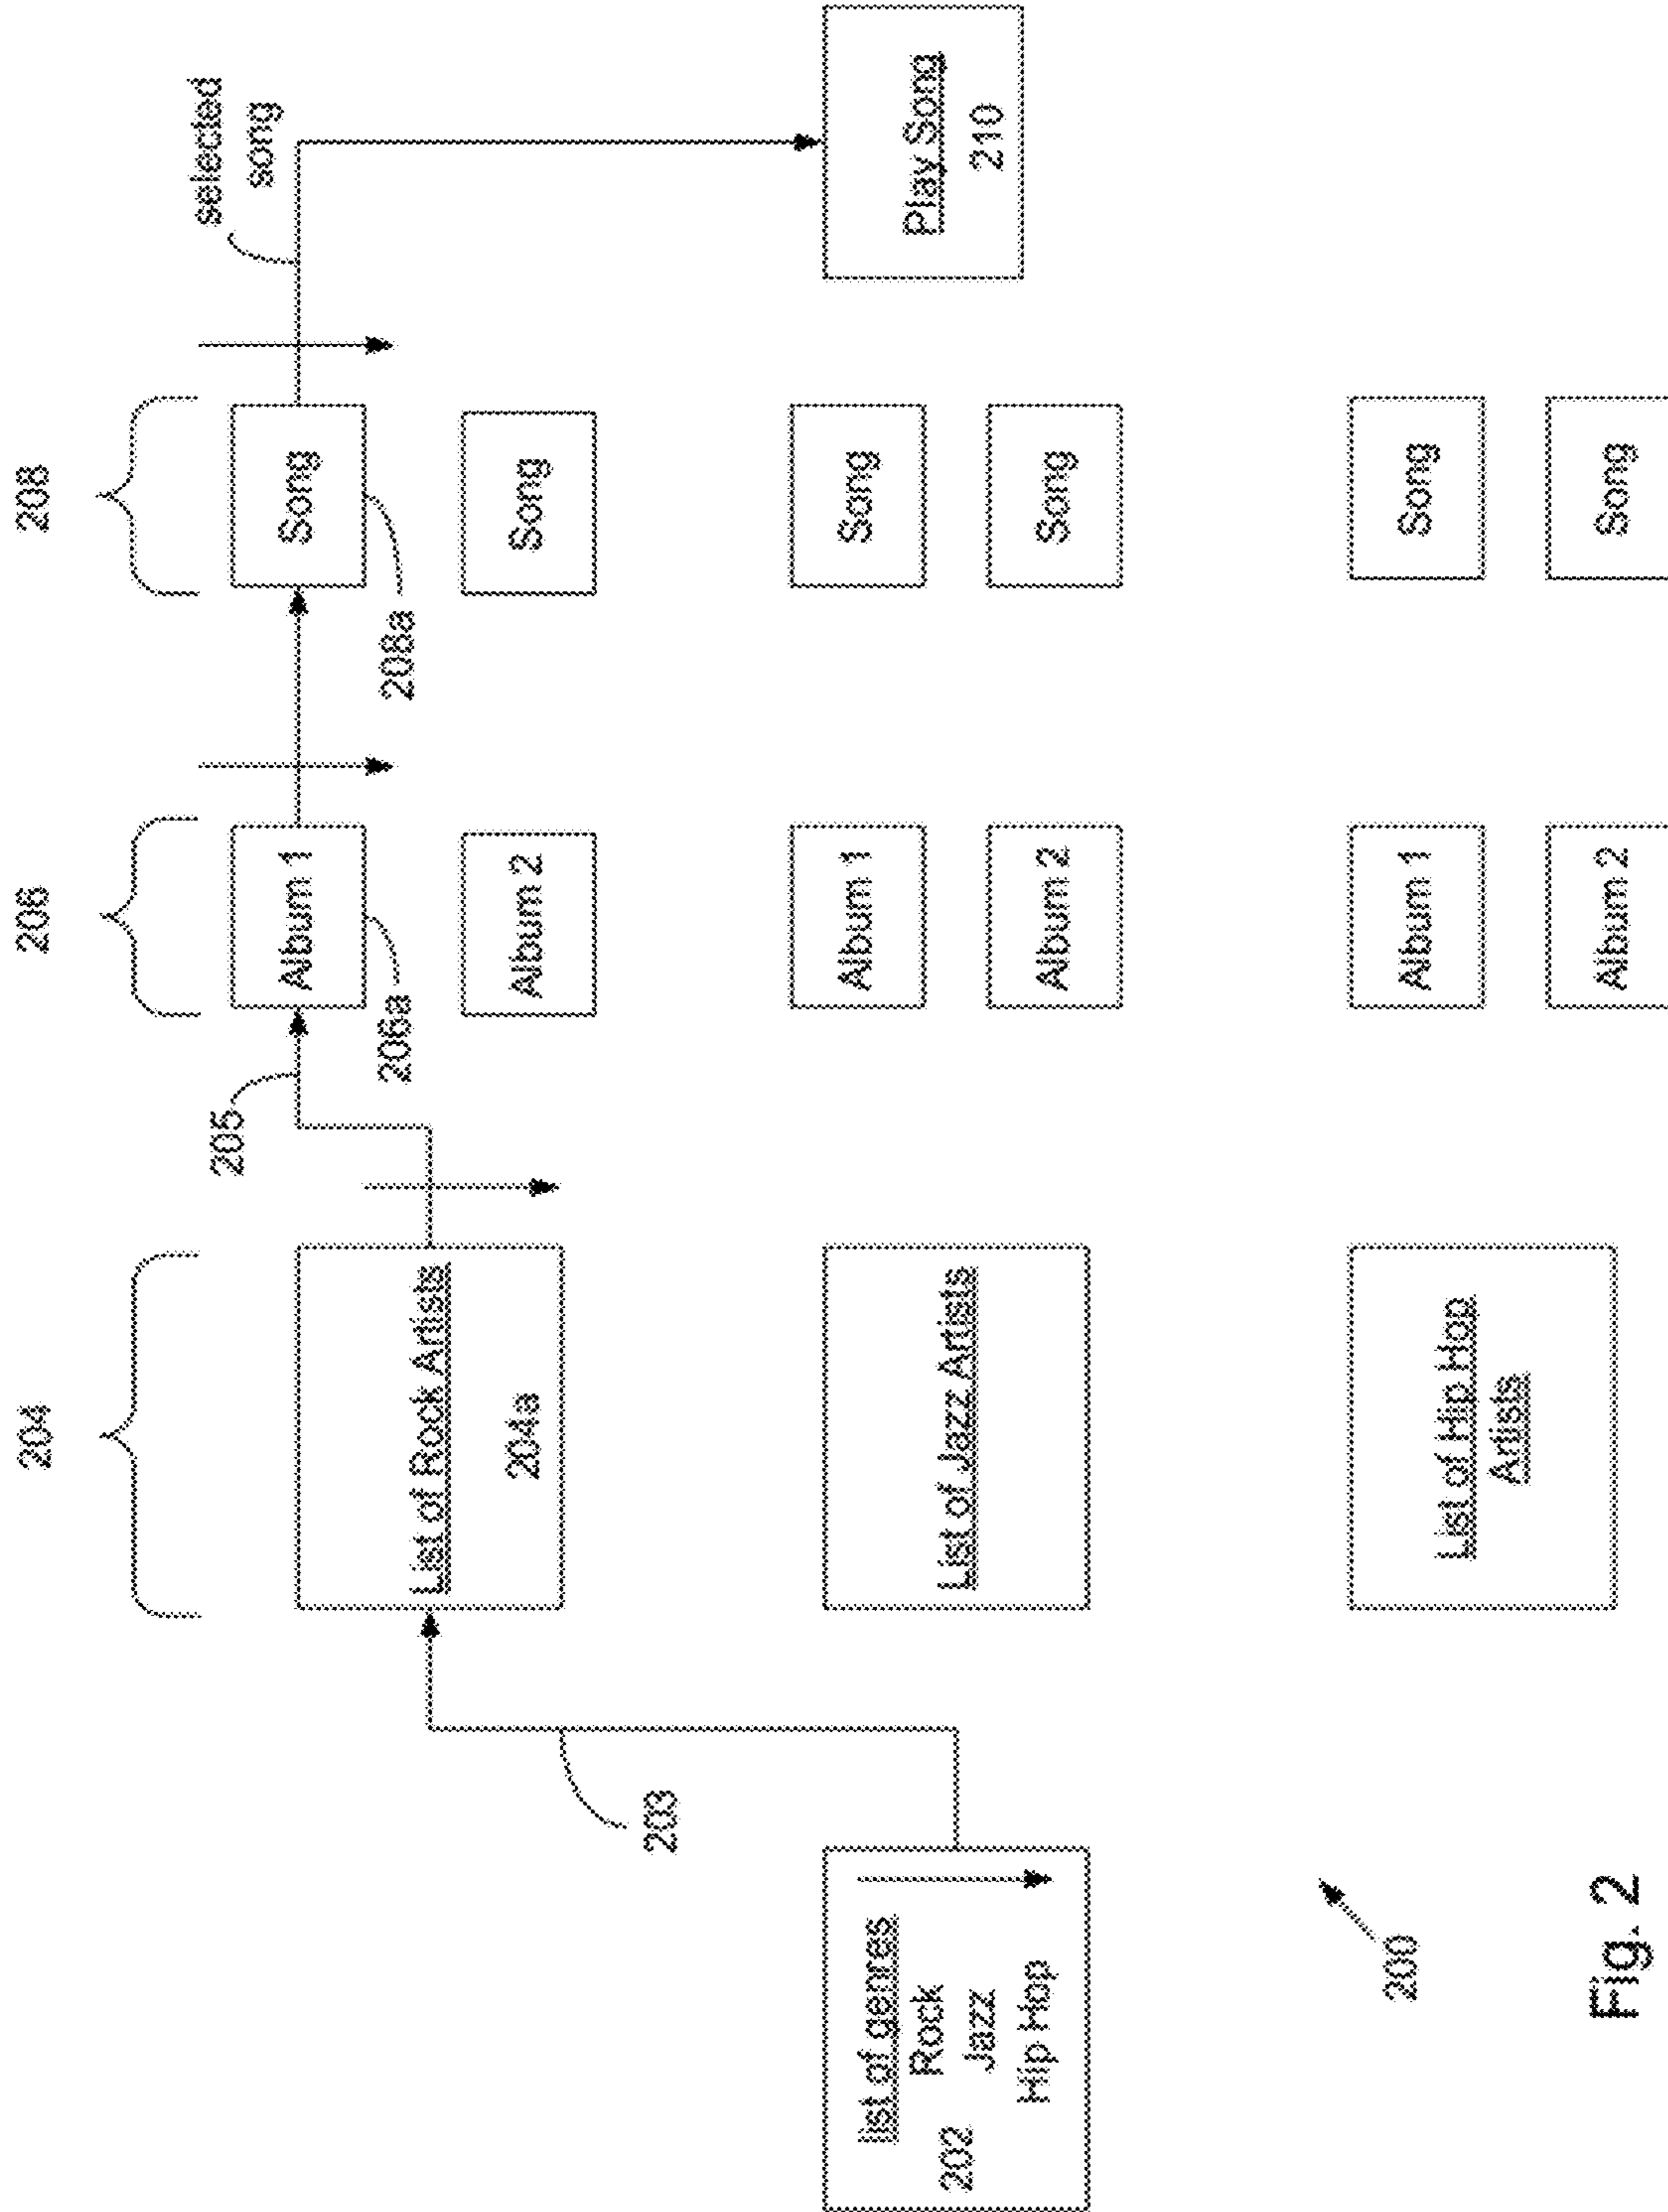 204
206
208
selected
song
205
Album 1
Song
206a
208a
List of Rock Artists
204a
Album 2
Song
203
list of genres
Rock
Jazz
Hip Hop
202
List of Jazz Artists
Album 1
Song
Album 2
Song
Play Song
210
200
List of Hip Hop
Artists
Album 1
Song
Album 2
Song
Fig. 2